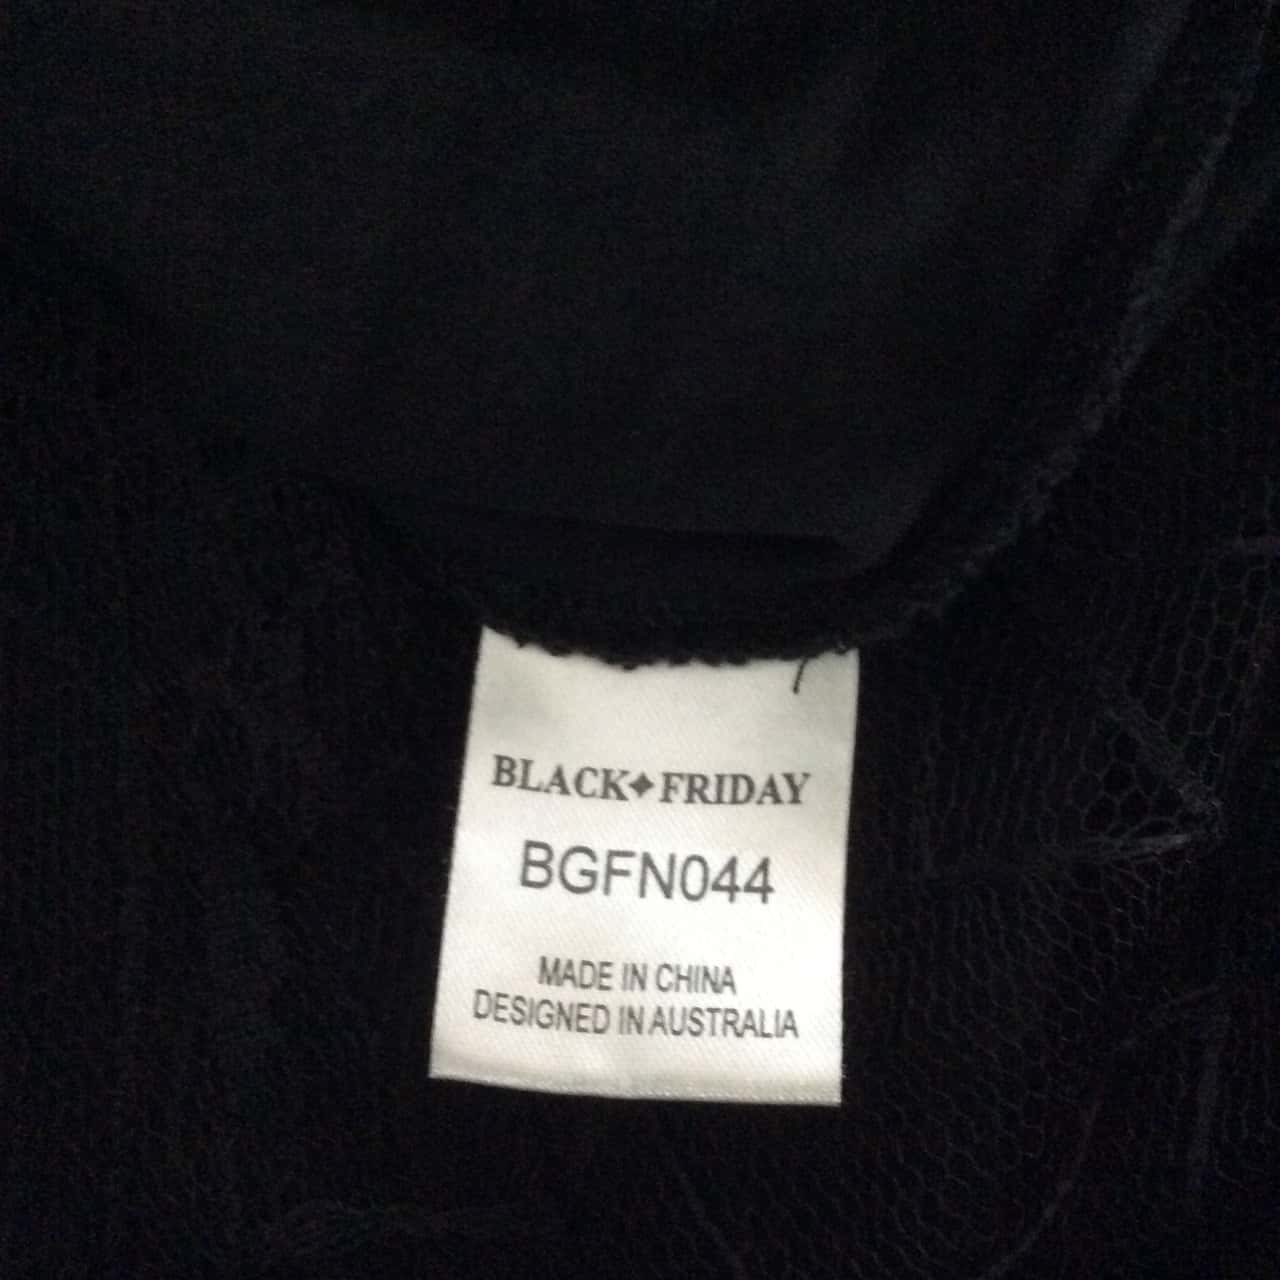 BLACK✦FRIDAY
BGFN044
MADE IN CHINA
DESIGNED IN AUSTRALIA